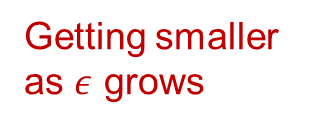 Getting smaller
as ϵ grows